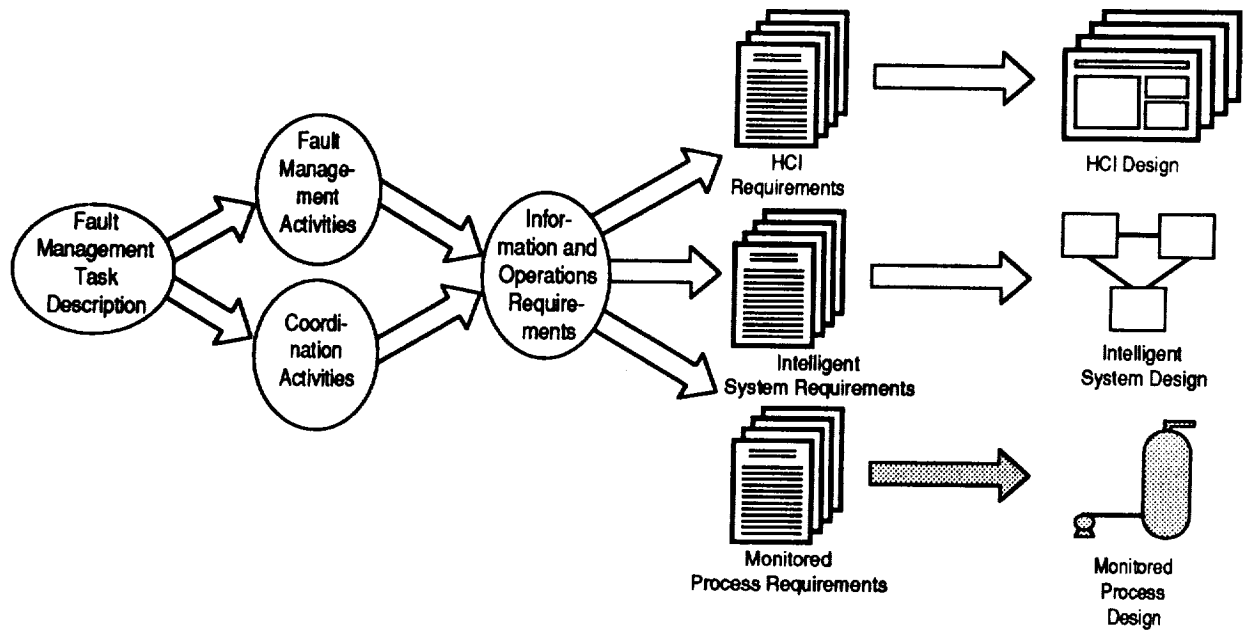 Fault
Management
Task
Description
Fault
Manage-
ment
Activities
Coordi-
nation
Activities
Infor-
mation and
Operations
Require-
ments
HCI
Requirements
HCI Design
Intelligent
System Requirements
Intelligent
System Design
Monitored
Process Requirements
Monitored
Process
Design